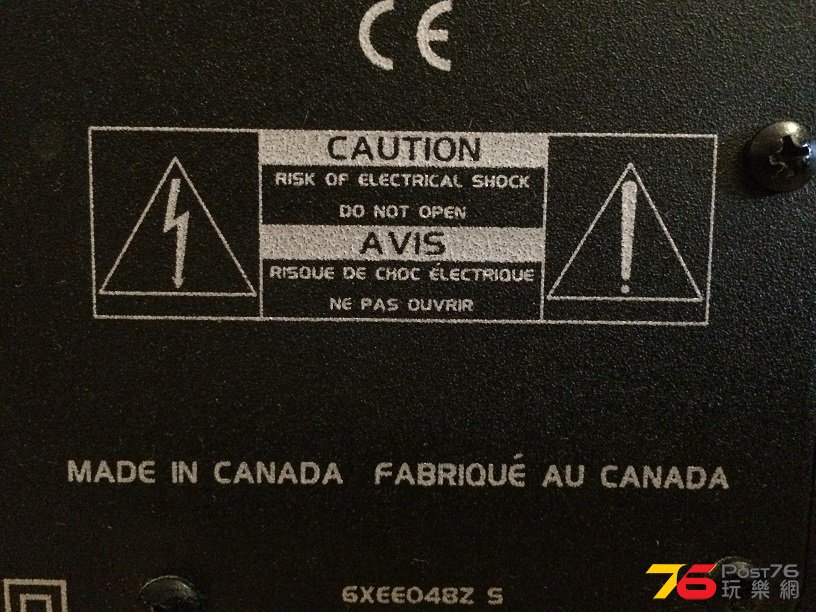 CE
CAUTION
RISK OF ELECTRICAL SHOCK
DO NOT OPEN
AVIS
RISQUE DE CHOC ÉLECTRIQUE
NE PAS OUVRIR
MADE IN CANADA FABRIQUÉ AU CANADA
6XEE048Z S
76 POST76
玩樂網